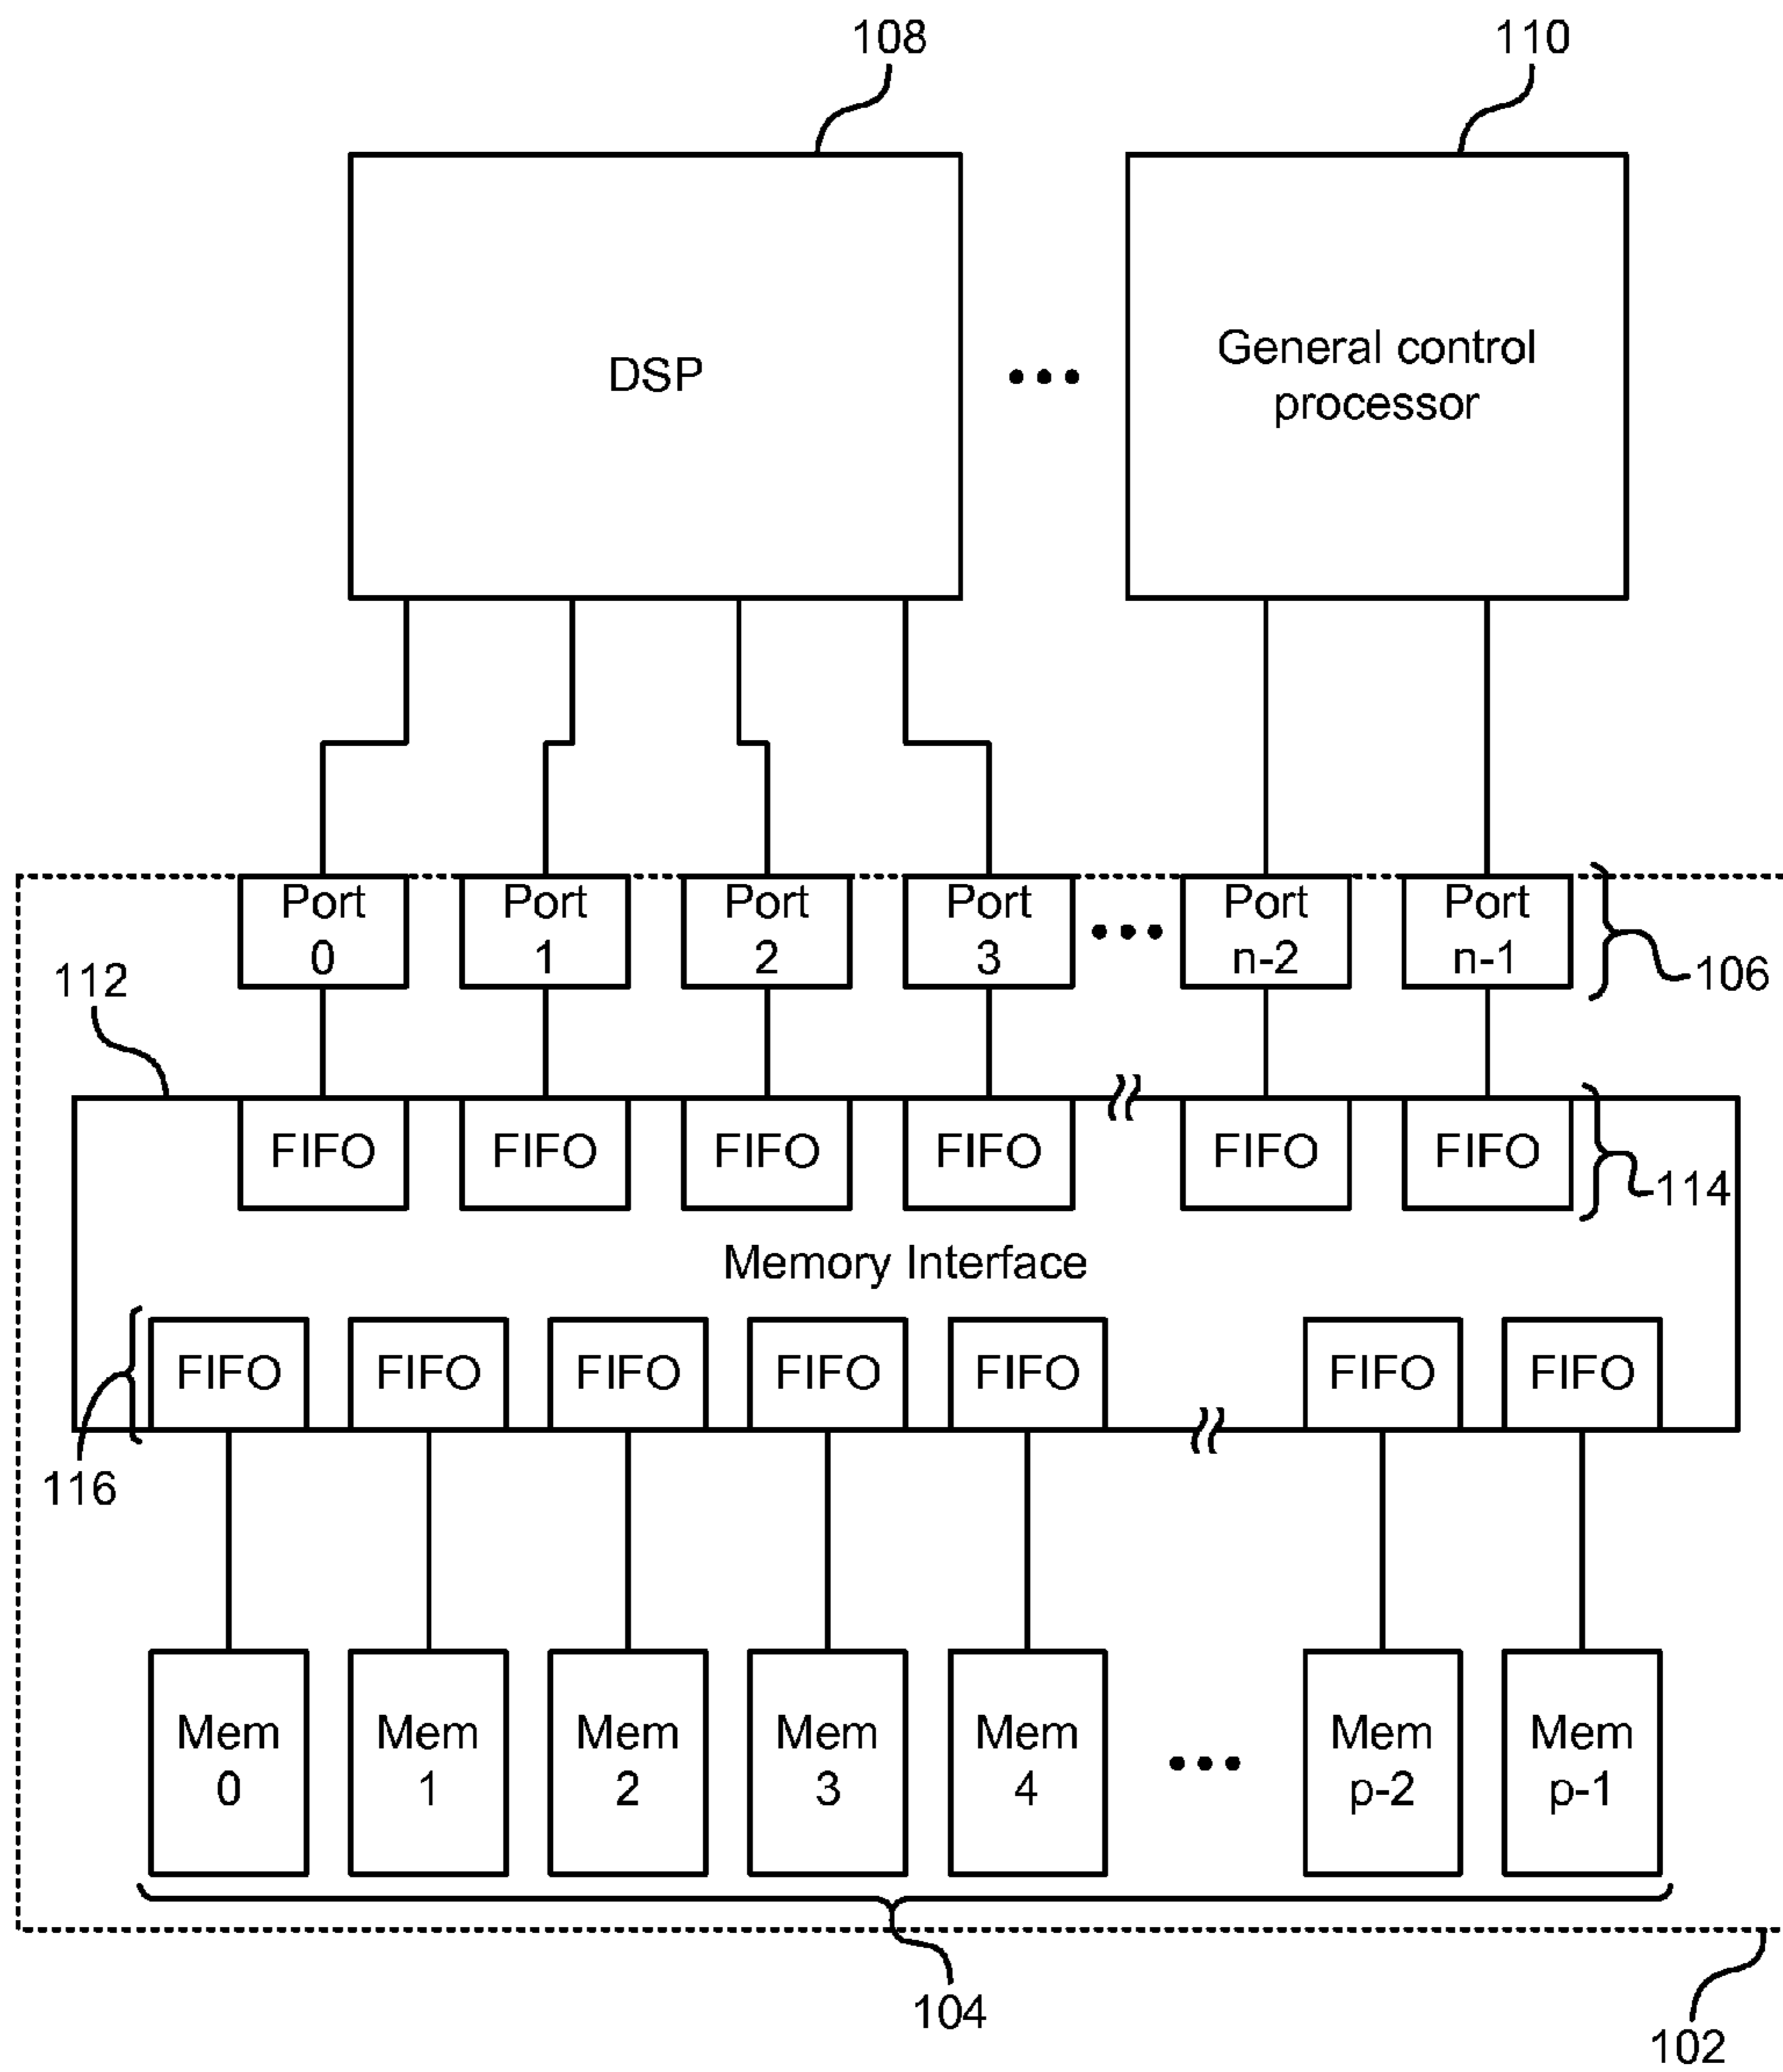 108
110
DSP
General control
processor
Port
0
Port
1
Port
2
Port
3
Port
n-2
Port
n-1
106
112
FIFO
FIFO
FIFO
FIFO
FIFO
FIFO
114
Memory Interface
FIFO
FIFO
FIFO
FIFO
FIFO
FIFO
FIFO
116
Mem
0
Mem
1
Mem
2
Mem
3
Mem
4
Mem
p-2
Mem
p-1
104
102